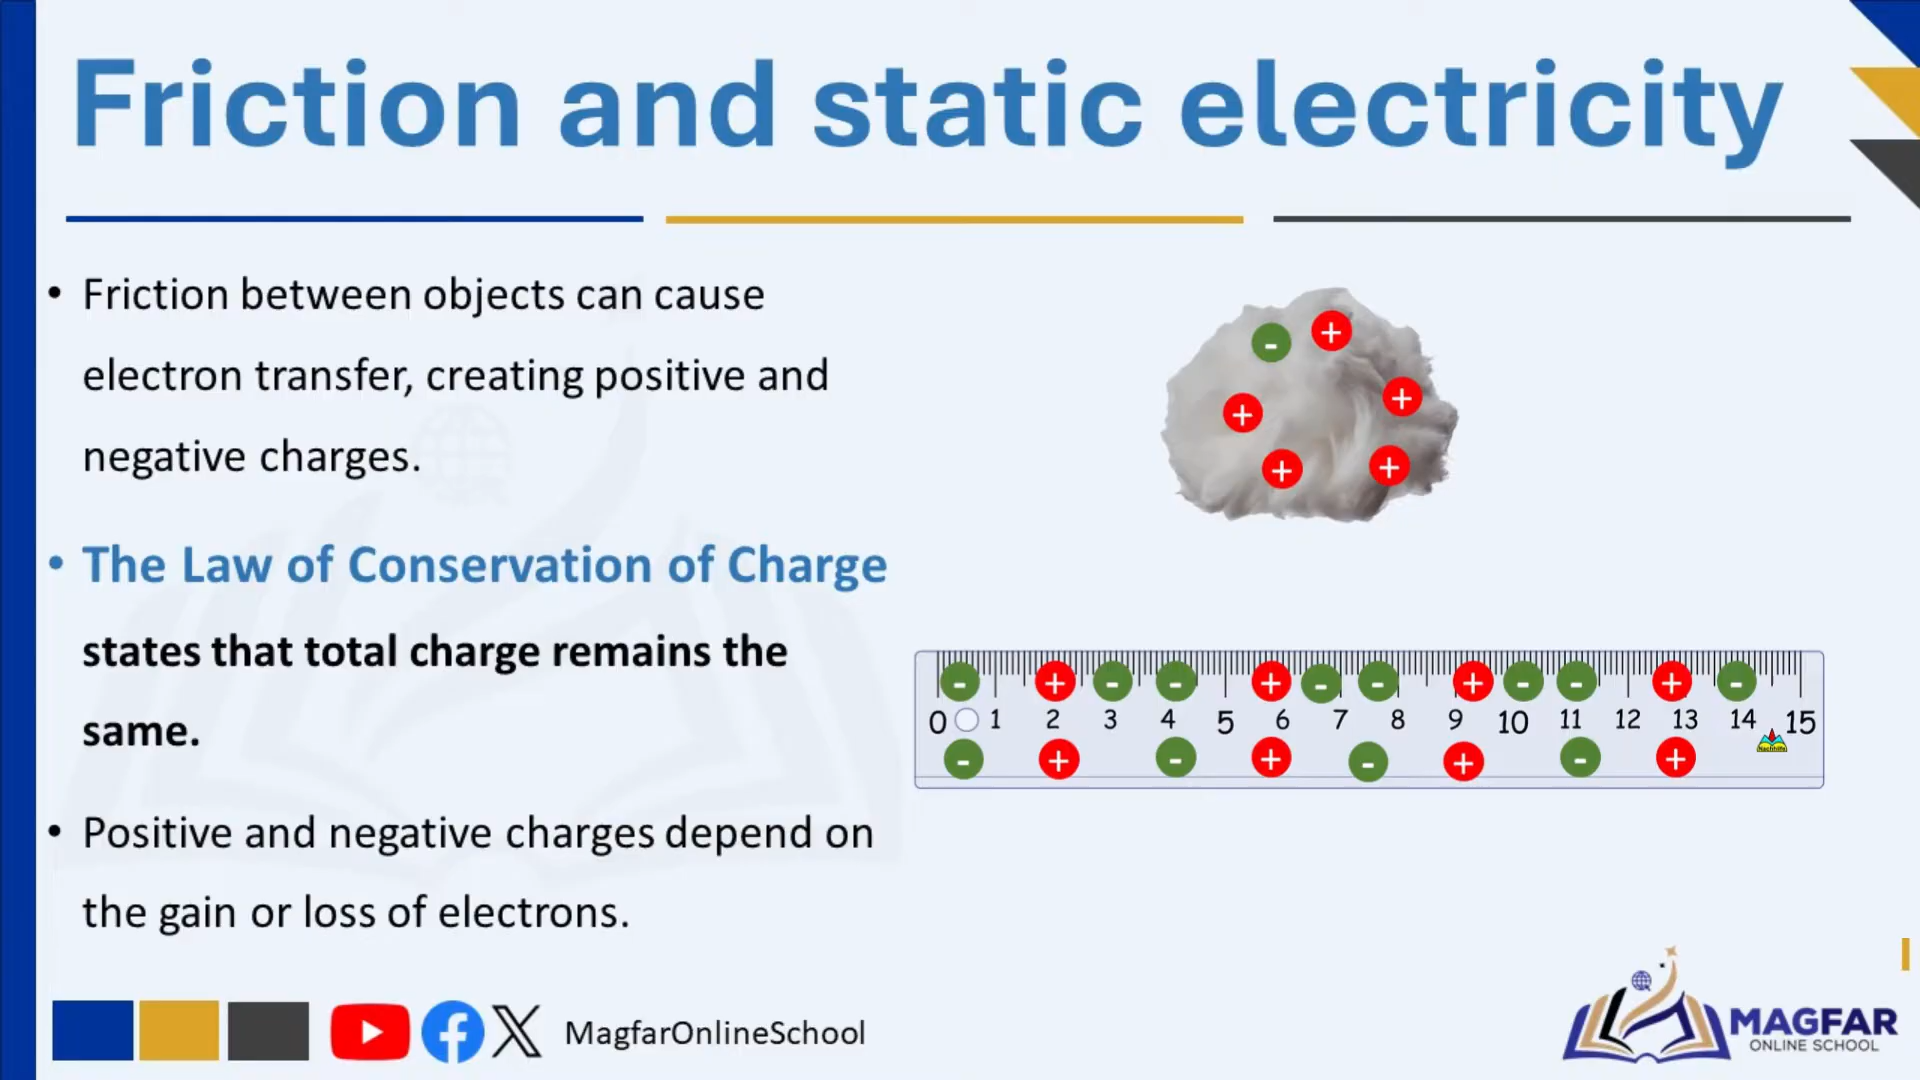 Friction and static electricity
• Friction between objects can cause
electron transfer, creating positive and
negative charges.
• The Law of Conservation of Charge
states that total charge remains the
same.
• Positive and negative charges depend on
the gain or loss of electrons.
- +
+ +
+ +
- + - - + - - + - - + -
0 1 2 3 4 5 6 7 8 9 10 11 12 13 14 15
Nachhilfe
- + - + - + - +
MagfarOnlineSchool
MAGFAR
ONLINE SCHOOL